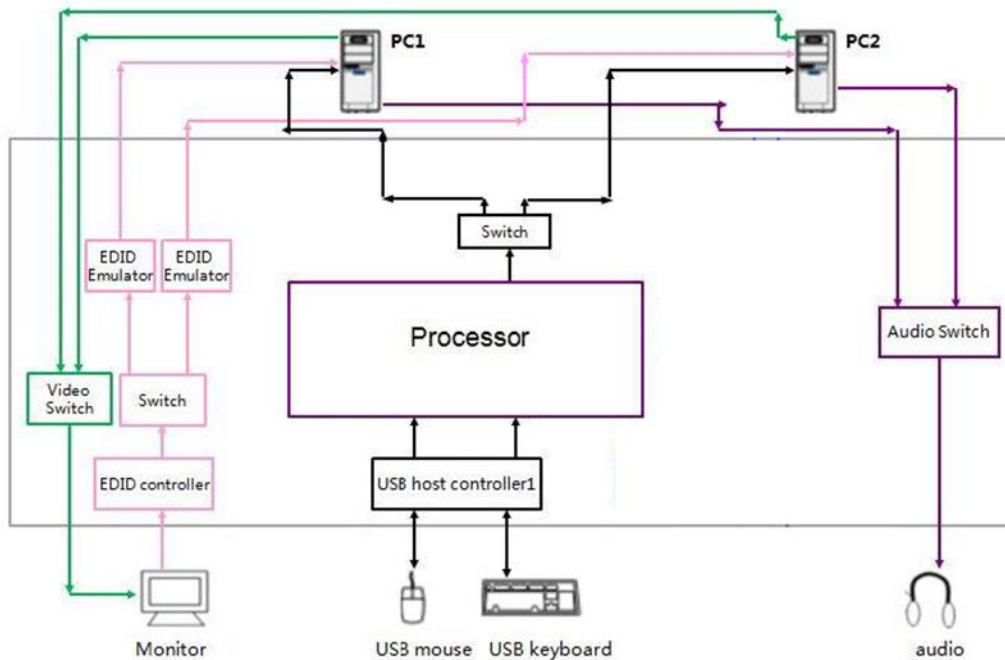 PC1
PC2
Switch
EDID
Emulator
EDID
Emulator
Processor
Audio Switch
Video
Switch
Switch
EDID controller
USB host controller1
Monitor
USB mouse
USB keyboard
audio